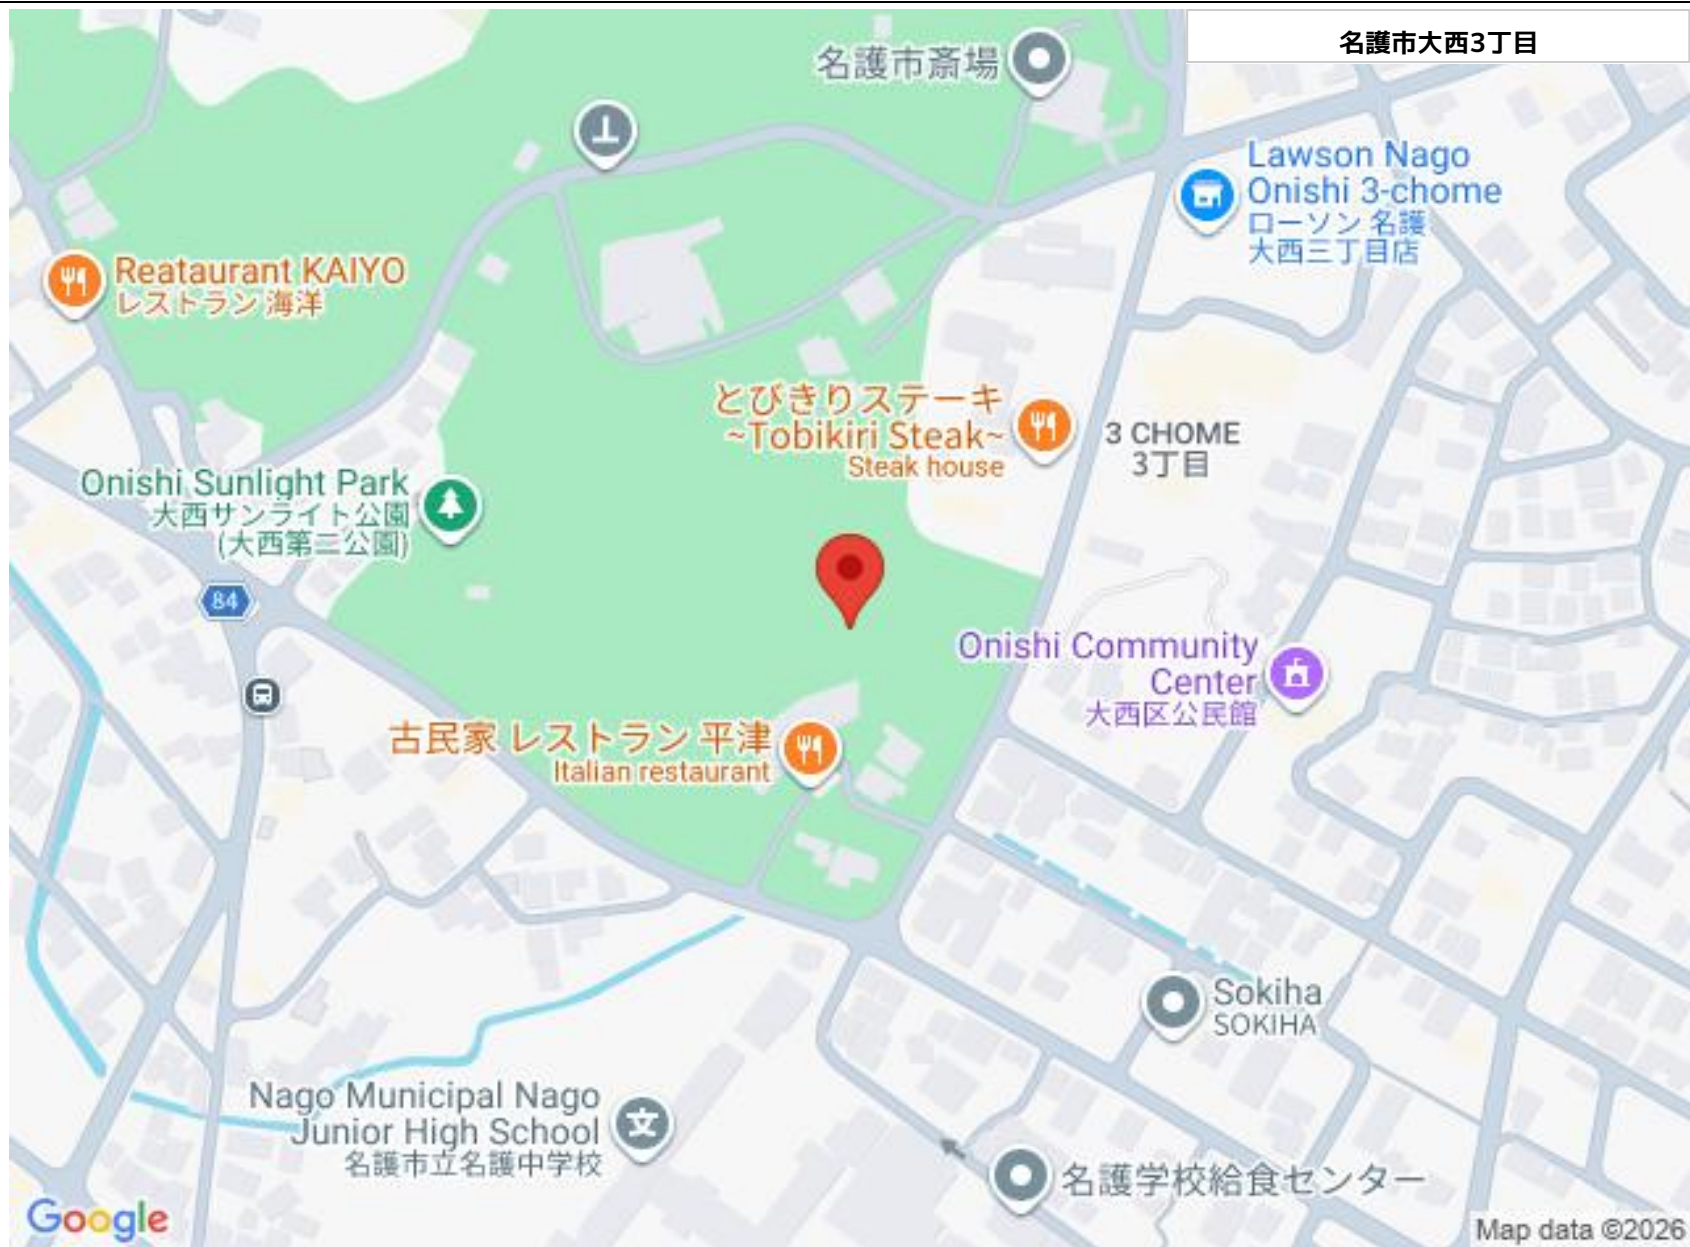 名護市大西3丁目
名護市斎場
Lawson Nago
Onishi 3-chome
ローソン 名護
大西三丁目店
Reataurant KAIYO
レストラン 海洋
とびきりステーキ
~Tobikiri Steak~
Steak house
3 CHOME
3丁目
Onishi Sunlight Park
大西サンライト公園
(大西第二公園)
84
Onishi Community
Center
大西区公民館
古民家 レストラン 平津
Italian restaurant
Sokiha
SOKIHA
Nago Municipal Nago
Junior High School
名護市立名護中学校
文
名護学校給食センター
Google
Map data ©2026